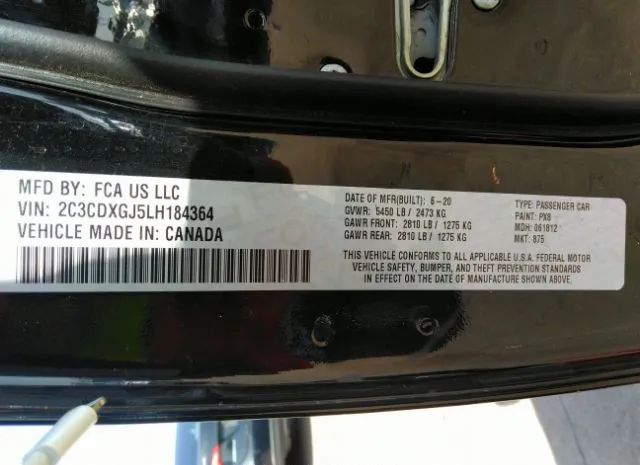 MFD BY: FCA US LLC
VIN: 2C3CDXGJ5LH184364
VEHICLE MADE IN: CANADA
DATE OF MFR(BUILT): 6-20
GVWR: 5450 LB / 2473 KG
GAWR FRONT: 2810 LB / 1275 KG
GAWR REAR: 2810 LB / 1275 KG
TYPE: PASSENGER CAR
PAINT: PX8
MDH: 061812
MKT: 875
THIS VEHICLE CONFORMS TO ALL APPLICABLE U.S.A. FEDERAL MOTOR
VEHICLE SAFETY, BUMPER, AND THEFT PREVENTION STANDARDS
IN EFFECT ON THE DATE OF MANUFACTURE SHOWN ABOVE.